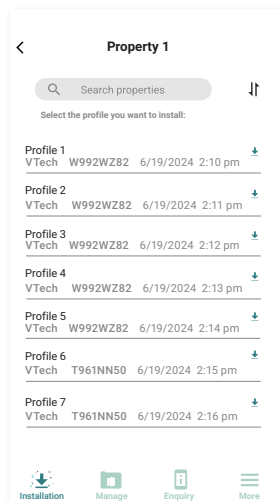 Property 1
Search properties
Select the profile you want to install:
Profile 1
VTech W992WZ82 6/19/2024 2:10 pm
Profile 2
VTech W992WZ82 6/19/2024 2:11 pm
Profile 3
VTech W992WZ82 6/19/2024 2:12 pm
Profile 4
VTech W992WZ82 6/19/2024 2:13 pm
Profile 5
VTech W992WZ82 6/19/2024 2:14 pm
Profile 6
VTech T961NN50 6/19/2024 2:15 pm
Profile 7
VTech T961NN50 6/19/2024 2:16 pm
Installation Manage Enquiry More